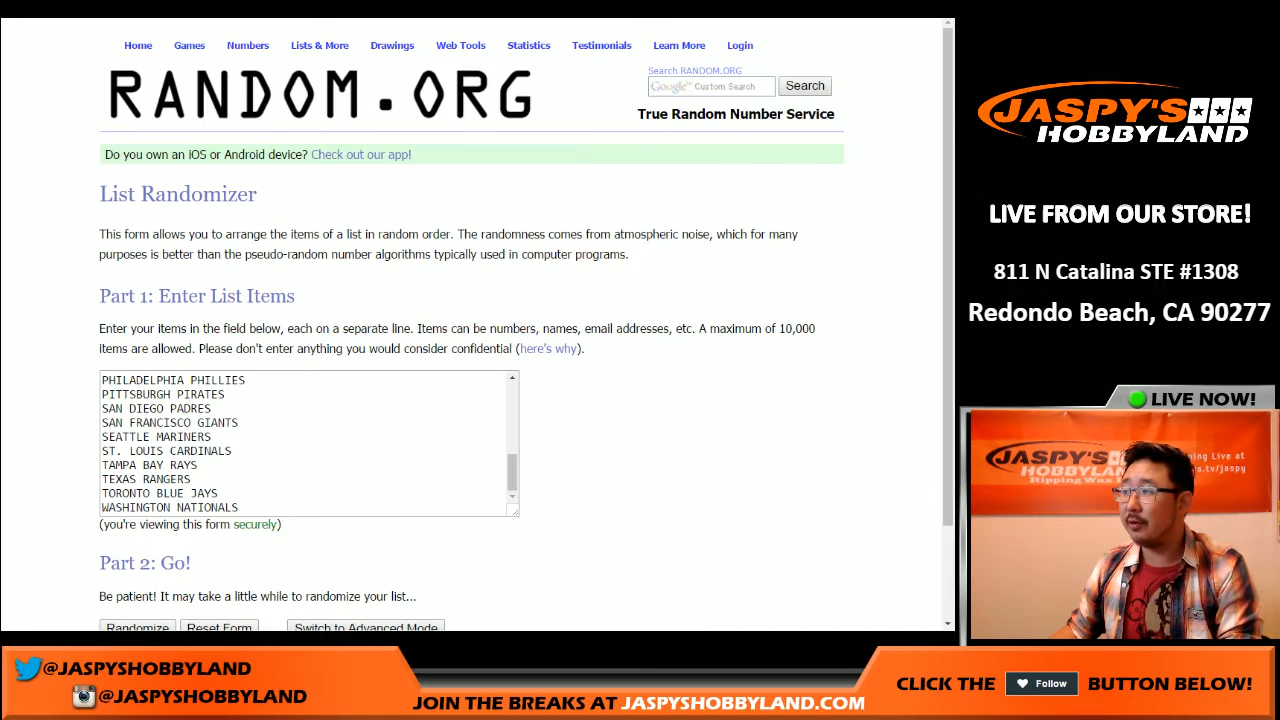 Home Games Numbers Lists & More Drawings Web Tools Statistics Testimonials Learn More Login
RANDOM.ORG
Search RANDOM.ORG
Google™ Custom Search Search
True Random Number Service
Do you own an iOS or Android device? Check out our app!
List Randomizer
This form allows you to arrange the items of a list in random order. The randomness comes from atmospheric noise, which for many
purposes is better than the pseudo-random number algorithms typically used in computer programs.
Part 1: Enter List Items
Enter your items in the field below, each on a separate line. Items can be numbers, names, email addresses, etc. A maximum of 10,000
items are allowed. Please don't enter anything you would consider confidential (here's why).
PHILADELPHIA PHILLIES
PITTSBURGH PIRATES
SAN DIEGO PADRES
SAN FRANCISCO GIANTS
SEATTLE MARINERS
ST. LOUIS CARDINALS
TAMPA BAY RAYS
TEXAS RANGERS
TORONTO BLUE JAYS
WASHINGTON NATIONALS
(you're viewing this form securely)
Part 2: Go!
Be patient! It may take a little while to randomize your list...
Randomize Reset Form Switch to Advanced Mode
JASPY'S
HOBBYLAND
LIVE FROM OUR STORE!
811 N Catalina STE #1308
Redondo Beach, CA 90277
LIVE NOW!
JASPY'S
HOBBYLAND
Ripping Wax
Live at
.tv/jaspy
@JASPYSHOBBYLAND
@JASPYSHOBBYLAND
JOIN THE BREAKS AT JASPYSHOBBYLAND.COM
CLICK THE Follow BUTTON BELOW!